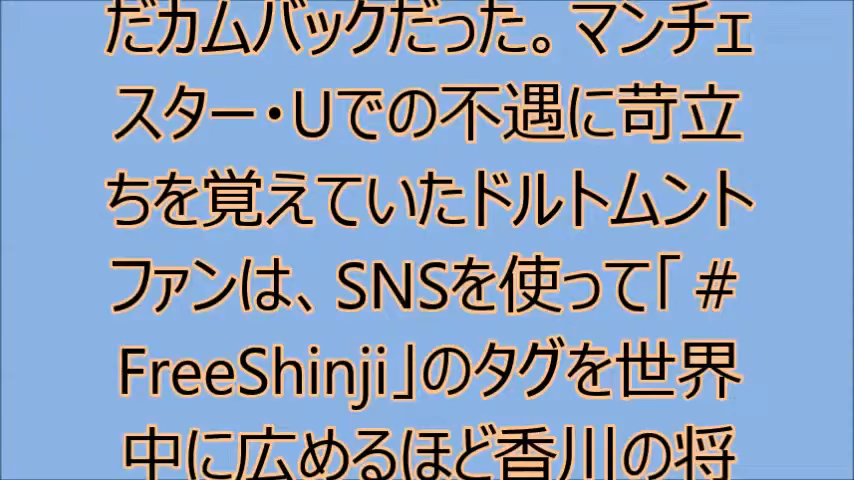 だカムバックだった。マンチェ
スター・Uでの不遇に苛立
ちを覚えていたドルトムント
ファンは、SNSを使って「#
FreeShinji」のタグを世界
中に広めるほど香川の将